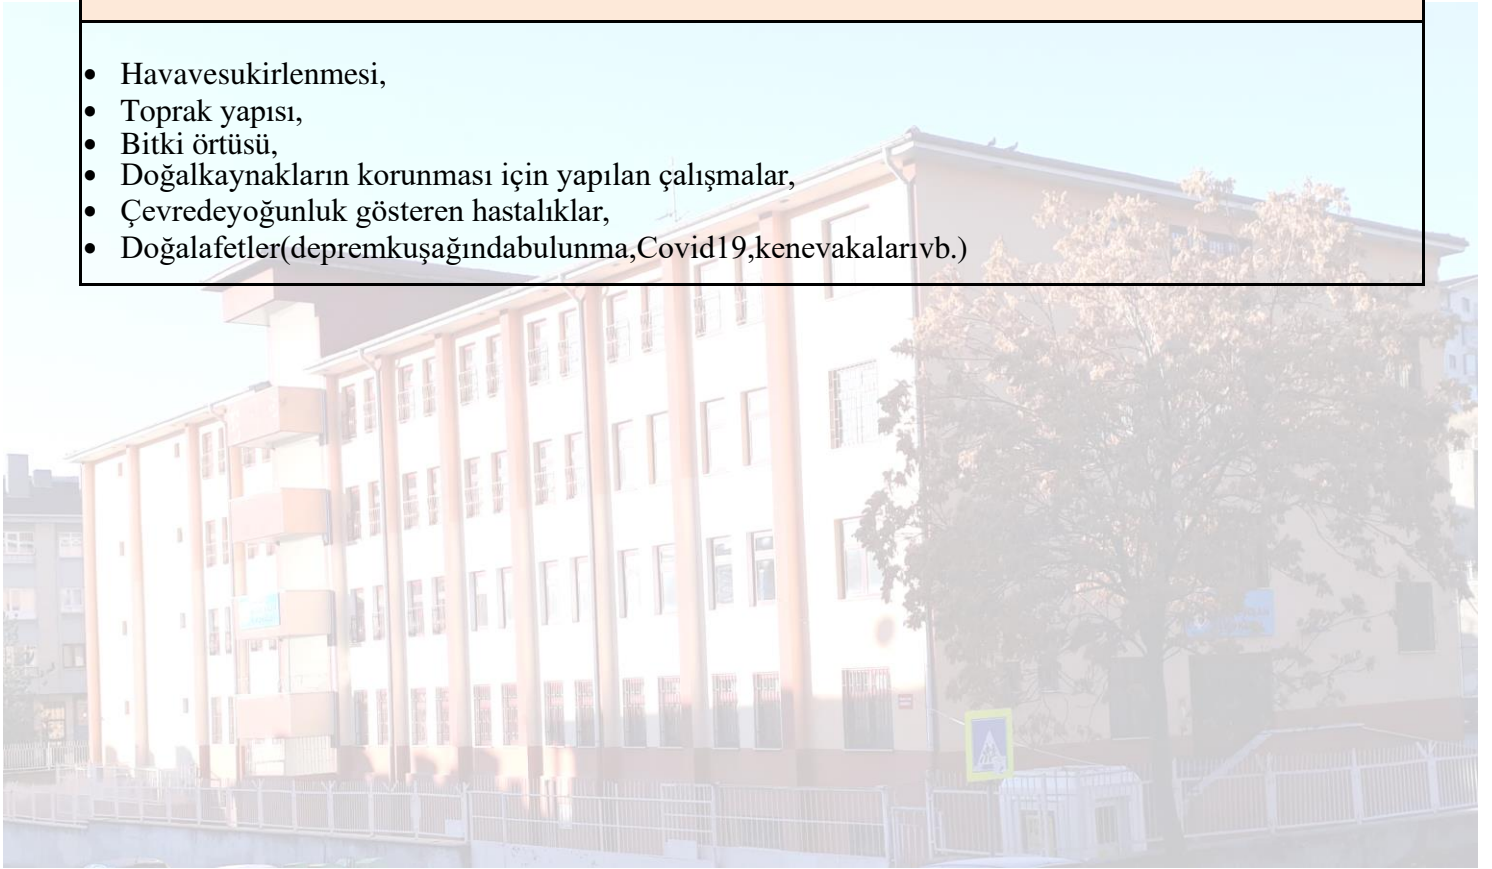 • Havavesukirlenmesi,
• Toprak yapısı,
• Bitki örtüsü,
• Doğalkaynakların korunması için yapılan çalışmalar,
• Çevredeyoğunluk gösteren hastalıklar,
• Doğalafetler(depremkuşağındabulunma,Covid19,kenevakalarıvb.)